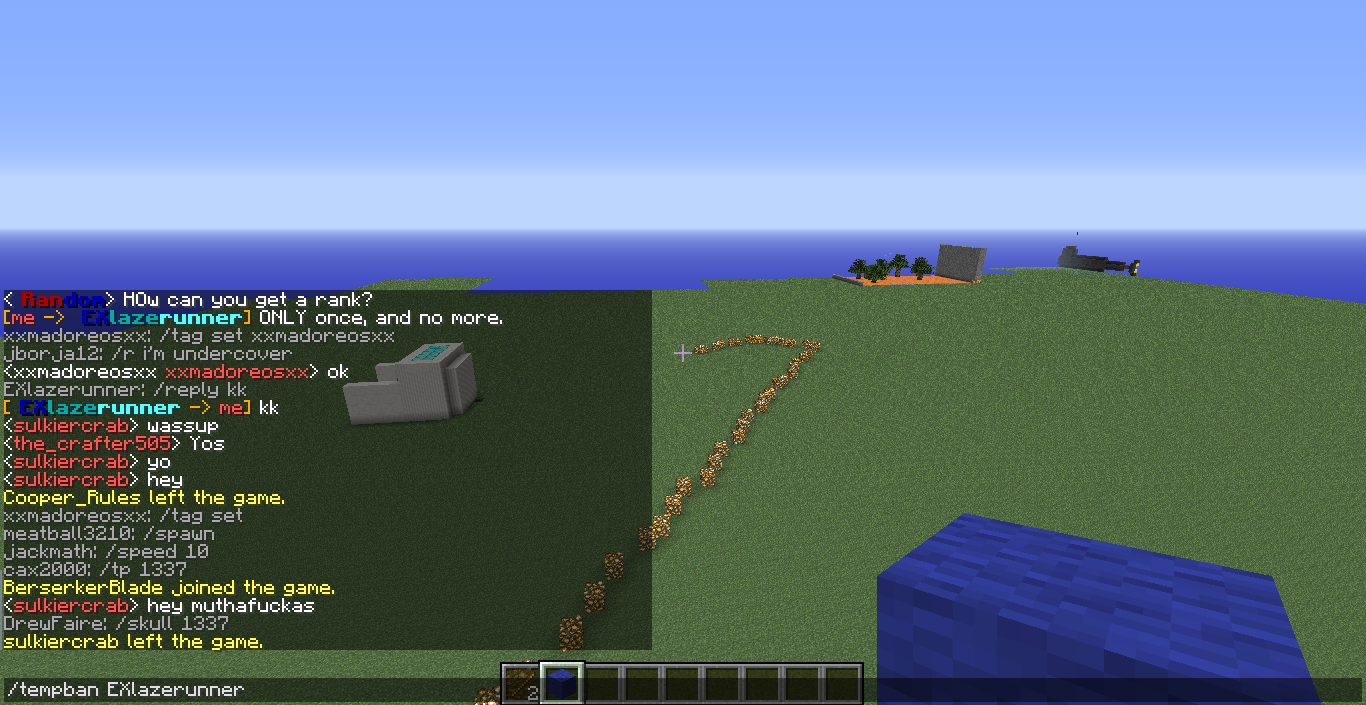 < Random> HOw can you get a rank?
[me -> EXlazerunner] ONLY once, and no more.
xxmadoreosxx: /tag set xxmadoreosxx
jborja12: /r i'm undercover
<xxmadoreosxx xxmadoreosxx> ok
EXlazerunner: /reply kk
[ EXlazerunner -> me] kk
<sulkiercrab> wassup
<the_crafter505> Yos
<sulkiercrab> yo
<sulkiercrab> hey
Cooper_Rules left the game.
xxmadoreosxx: /tag set
meatball3210: /spawn
jackmath: /speed 10
cax2000: /tp 1337
BerserkerBlade joined the game.
<sulkiercrab> hey muthafuckas
DrewFaire: /skull 1337
sulkiercrab left the game.
/tempban EXlazerunner
2